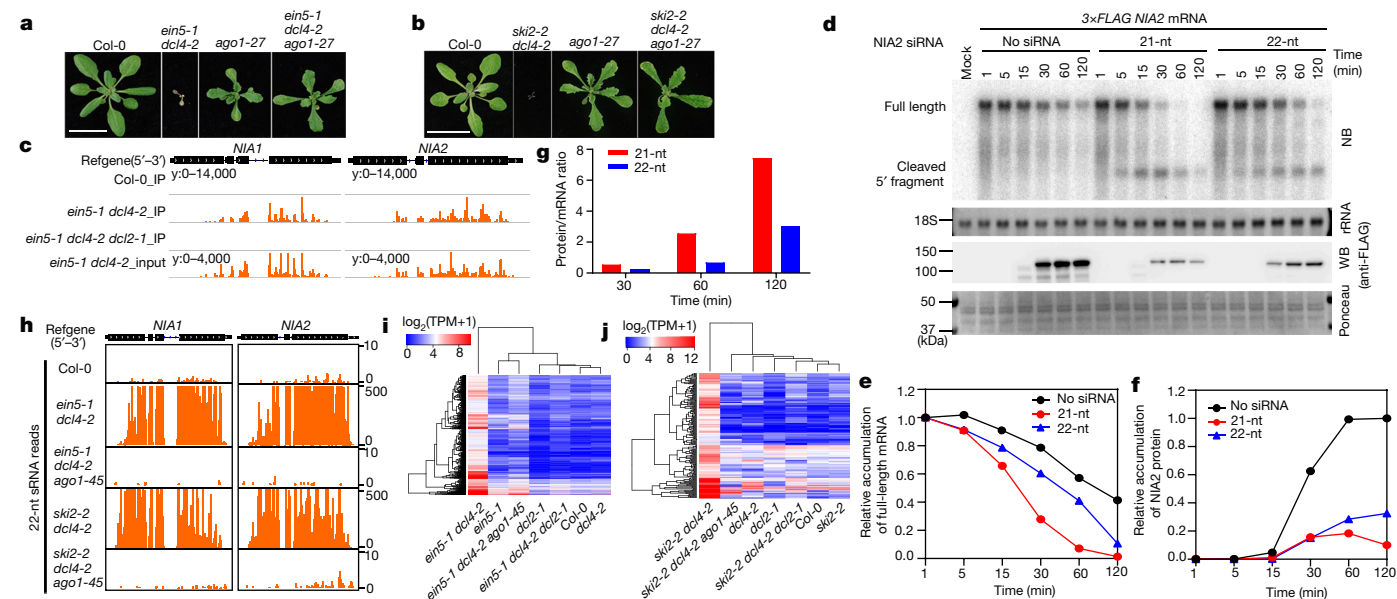 a
Col-0
ein5-1
dcl4-2
ago1-27
ein5-1
dcl4-2
ago1-27
b
Col-0
ski2-2
dcl4-2
ago1-27
ski2-2
dcl4-2
ago1-27
c
NIA1
NIA2
Refgene(5′–3′)
Col-0_IP
y:0–14,000
y:0–14,000
ein5-1 dcl4-2_IP
ein5-1 dcl4-2 dcl2-1_IP
ein5-1 dcl4-2_input
y:0–4,000
y:0–4,000
d
3×FLAG NIA2 mRNA
NIA2 siRNA
No siRNA
21-nt
22-nt
Time
(min)
Mock
1 5 15 30 60 120
1 5 15 30 60 120
1 5 15 30 60 120
Full length
Cleaved
5′ fragment
NB
18S
rRNA
150
100
WB
(anti-FLAG)
50
37
(kDa)
Ponceau
g
Protein/mRNA ratio
8
6
4
2
0
21-nt
22-nt
30 60 120
Time (min)
h
Refgene
(5′–3′)
NIA1
NIA2
22-nt sRNA reads
Col-0
10
0
ein5-1
dcl4-2
500
0
ein5-1
dcl4-2
ago1-45
10
0
ski2-2
dcl4-2
500
0
ski2-2
dcl4-2
ago1-45
10
0
i
log2(TPM+1)
0 4 8
ein5-1 dcl4-2
ein5-1
ein5-1 dcl4-2 ago1-45
dcl2-1
ein5-1 dcl4-2 dcl2-1
Col-0
dcl4-2
j
log2(TPM+1)
0 4 8 12
ski2-2 dcl4-2
ski2-2 dcl4-2 ago1-45
dcl4-2
dcl2-1
ski2-2 dcl4-2 dcl2-1
Col-0
ski2-2
e
Relative accumulation
of full-length mRNA
1.2
1.0
0.8
0.6
0.4
0.2
0.0
No siRNA
21-nt
22-nt
1 5 15 30 60 120
Time (min)
f
Relative accumulation
of NIA2 protein
1.2
1.0
0.8
0.6
0.4
0.2
0.0
No siRNA
21-nt
22-nt
1 5 15 30 60 120
Time (min)